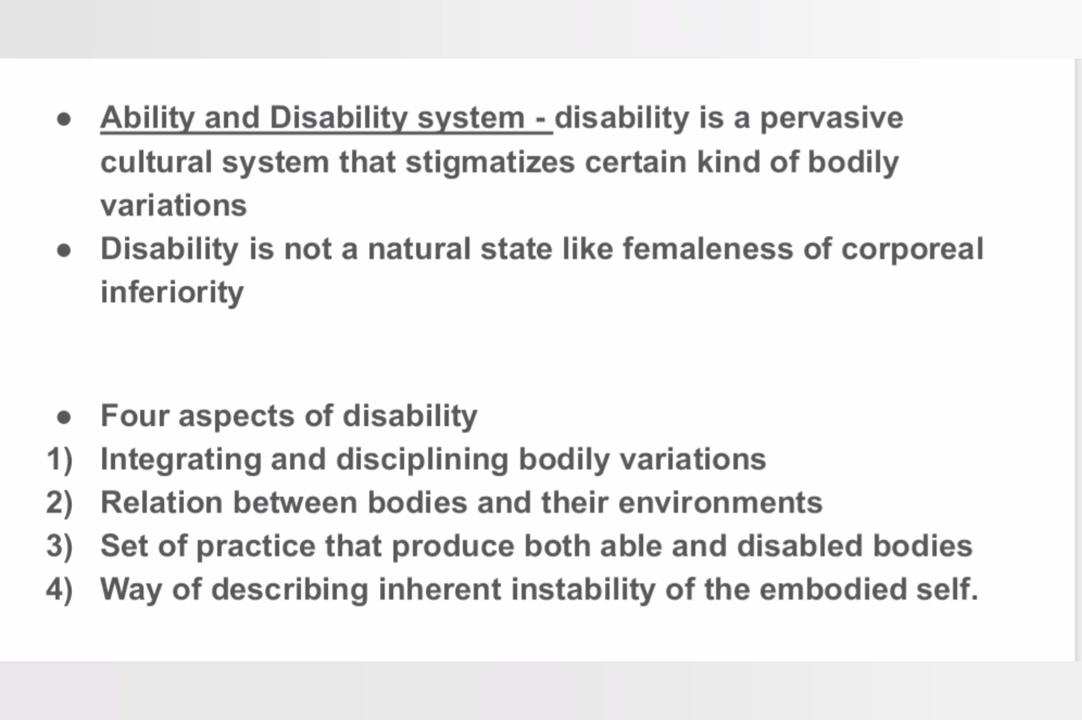 ● Ability and Disability system - disability is a pervasive
cultural system that stigmatizes certain kind of bodily
variations
● Disability is not a natural state like femaleness of corporeal
inferiority
● Four aspects of disability
1) Integrating and disciplining bodily variations
2) Relation between bodies and their environments
3) Set of practice that produce both able and disabled bodies
4) Way of describing inherent instability of the embodied self.